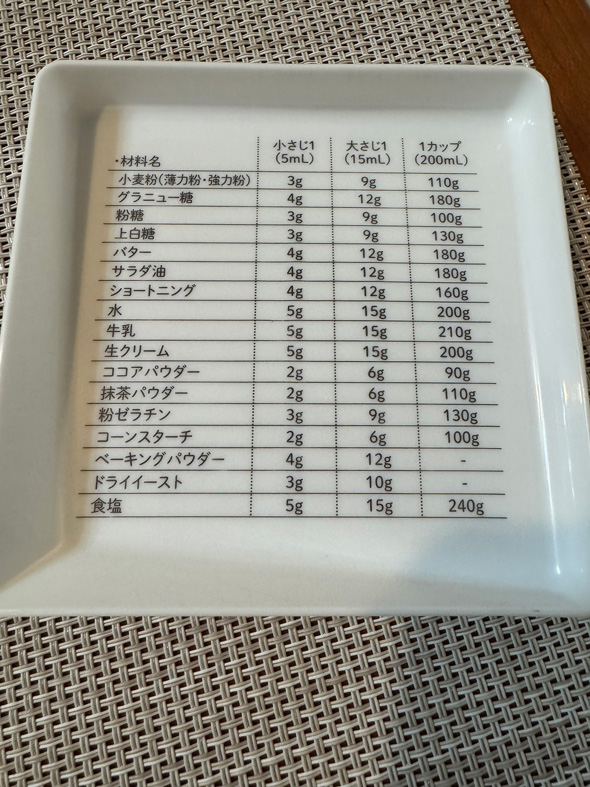 小さじ1 大さじ1 1カップ
・材料名 (5mL) (15mL) (200mL)
小麦粉(薄力粉・強力粉) 3g 9g 110g
グラニュー糖 4g 12g 180g
粉糖 3g 9g 100g
上白糖 3g 9g 130g
バター 4g 12g 180g
サラダ油 4g 12g 180g
ショートニング 4g 12g 160g
水 5g 15g 200g
牛乳 5g 15g 210g
生クリーム 5g 15g 200g
ココアパウダー 2g 6g 90g
抹茶パウダー 2g 6g 110g
粉ゼラチン 3g 9g 130g
コーンスターチ 2g 6g 100g
ベーキングパウダー 4g 12g -
ドライイースト 3g 10g -
食塩 5g 15g 240g